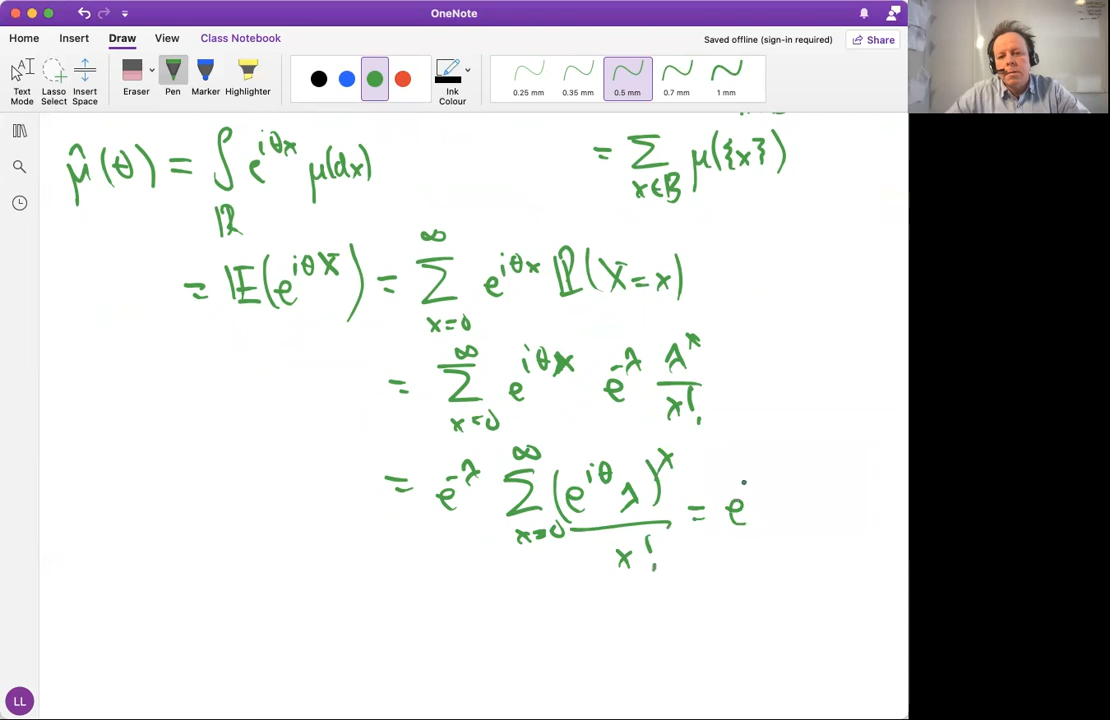 OneNote
Home Insert Draw View Class Notebook
Saved offline (sign-in required) Share
Text Mode Lasso Select Insert Space Eraser Pen Marker Highlighter Ink Colour 0.25 mm 0.35 mm 0.5 mm 0.7 mm 1 mm
μ̂(θ) = ∫_ℝ e^{iθx} μ(dx) = Σ_{x∈B} μ({x})
= 𝔼(e^{iθX}) = Σ_{x=0}^{∞} e^{iθx} ℙ(X=x)
= Σ_{x=0}^{∞} e^{iθx} e^{-λ} λ^x / x!
= e^{-λ} Σ_{x=0}^{∞} (e^{iθ} λ)^x / x! = e
LL